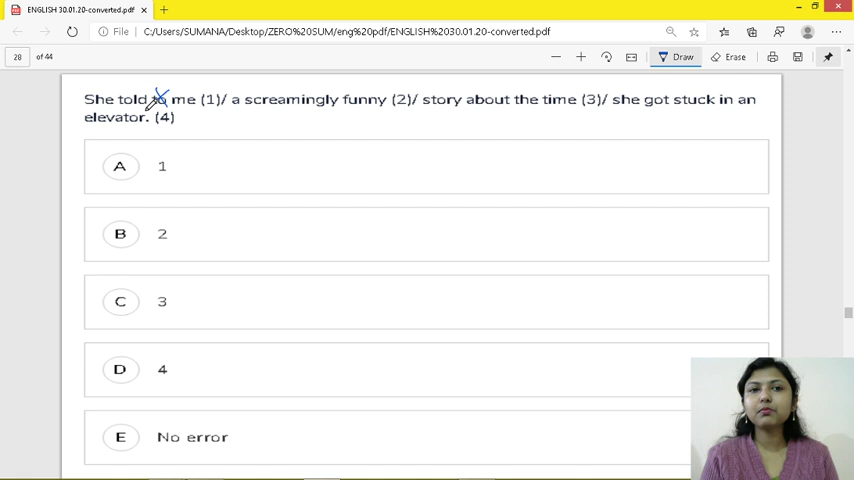 ENGLISH 30.01.20-converted.pdf
File
C:/Users/SUMANA/Desktop/ZERO%20SUM/eng%20pdf/ENGLISH%2030.01.20-converted.pdf
28 of 44
Draw
Erase
She told to me (1)/ a screamingly funny (2)/ story about the time (3)/ she got stuck in an
elevator. (4)
A 1
B 2
C 3
D 4
E No error